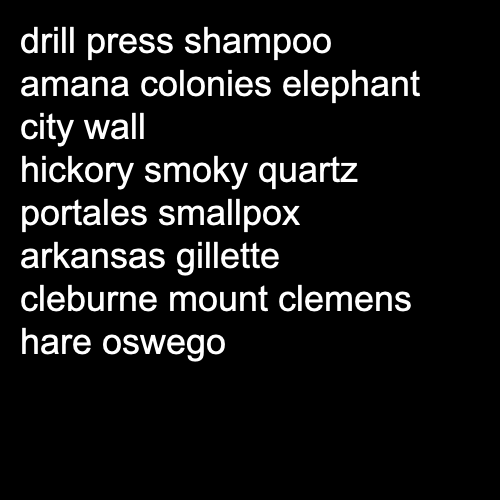 drill press shampoo
amana colonies elephant
city wall
hickory smoky quartz
portales smallpox
arkansas gillette
cleburne mount clemens
hare oswego